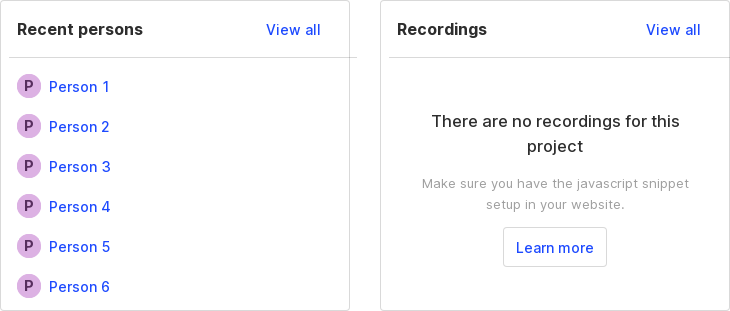 Recent persons
View all
P Person 1
P Person 2
P Person 3
P Person 4
P Person 5
P Person 6
Recordings
View all
There are no recordings for this
project
Make sure you have the javascript snippet
setup in your website.
Learn more